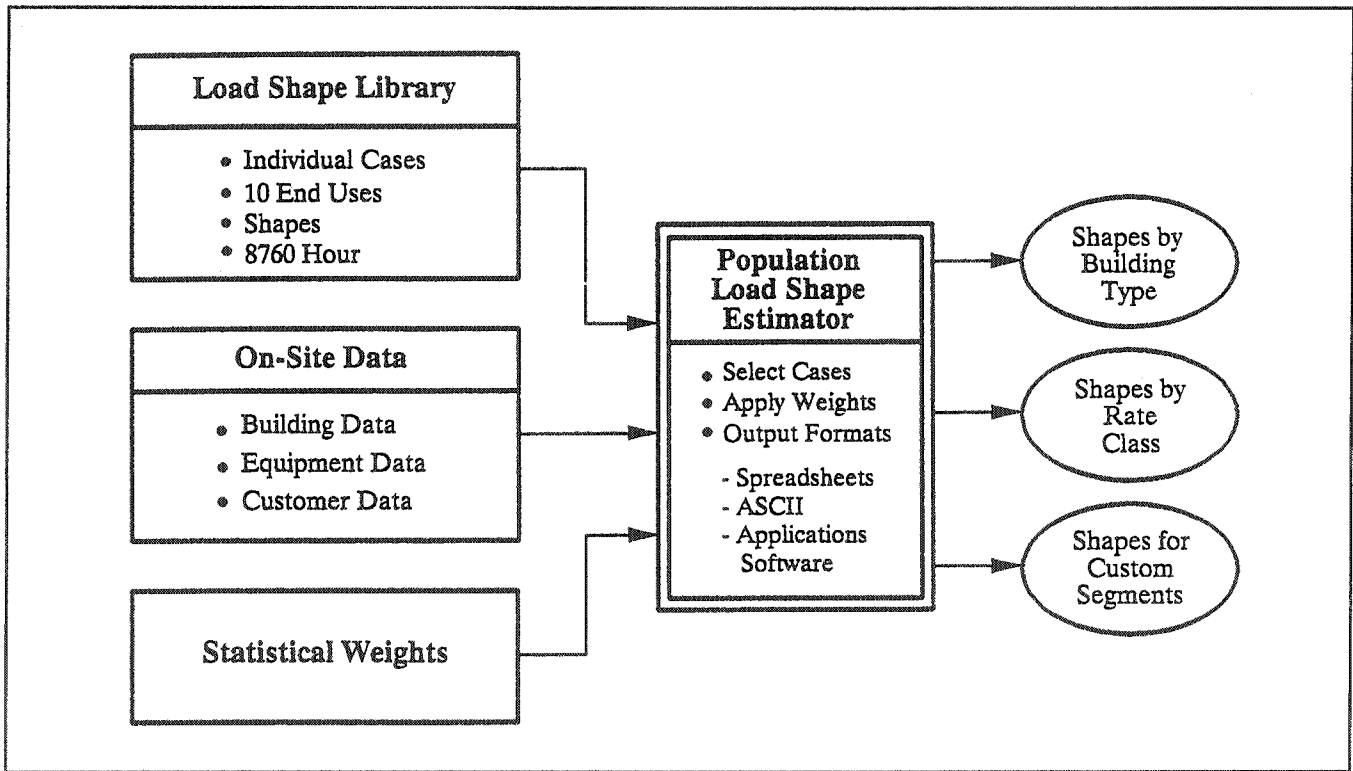 Load Shape Library
• Individual Cases
• 10 End Uses
• Shapes
• 8760 Hour
On-Site Data
• Building Data
• Equipment Data
• Customer Data
Statistical Weights
Population
Load Shape
Estimator
• Select Cases
• Apply Weights
• Output Formats
- Spreadsheets
- ASCII
- Applications
Software
Shapes by
Building
Type
Shapes by
Rate
Class
Shapes for
Custom
Segments